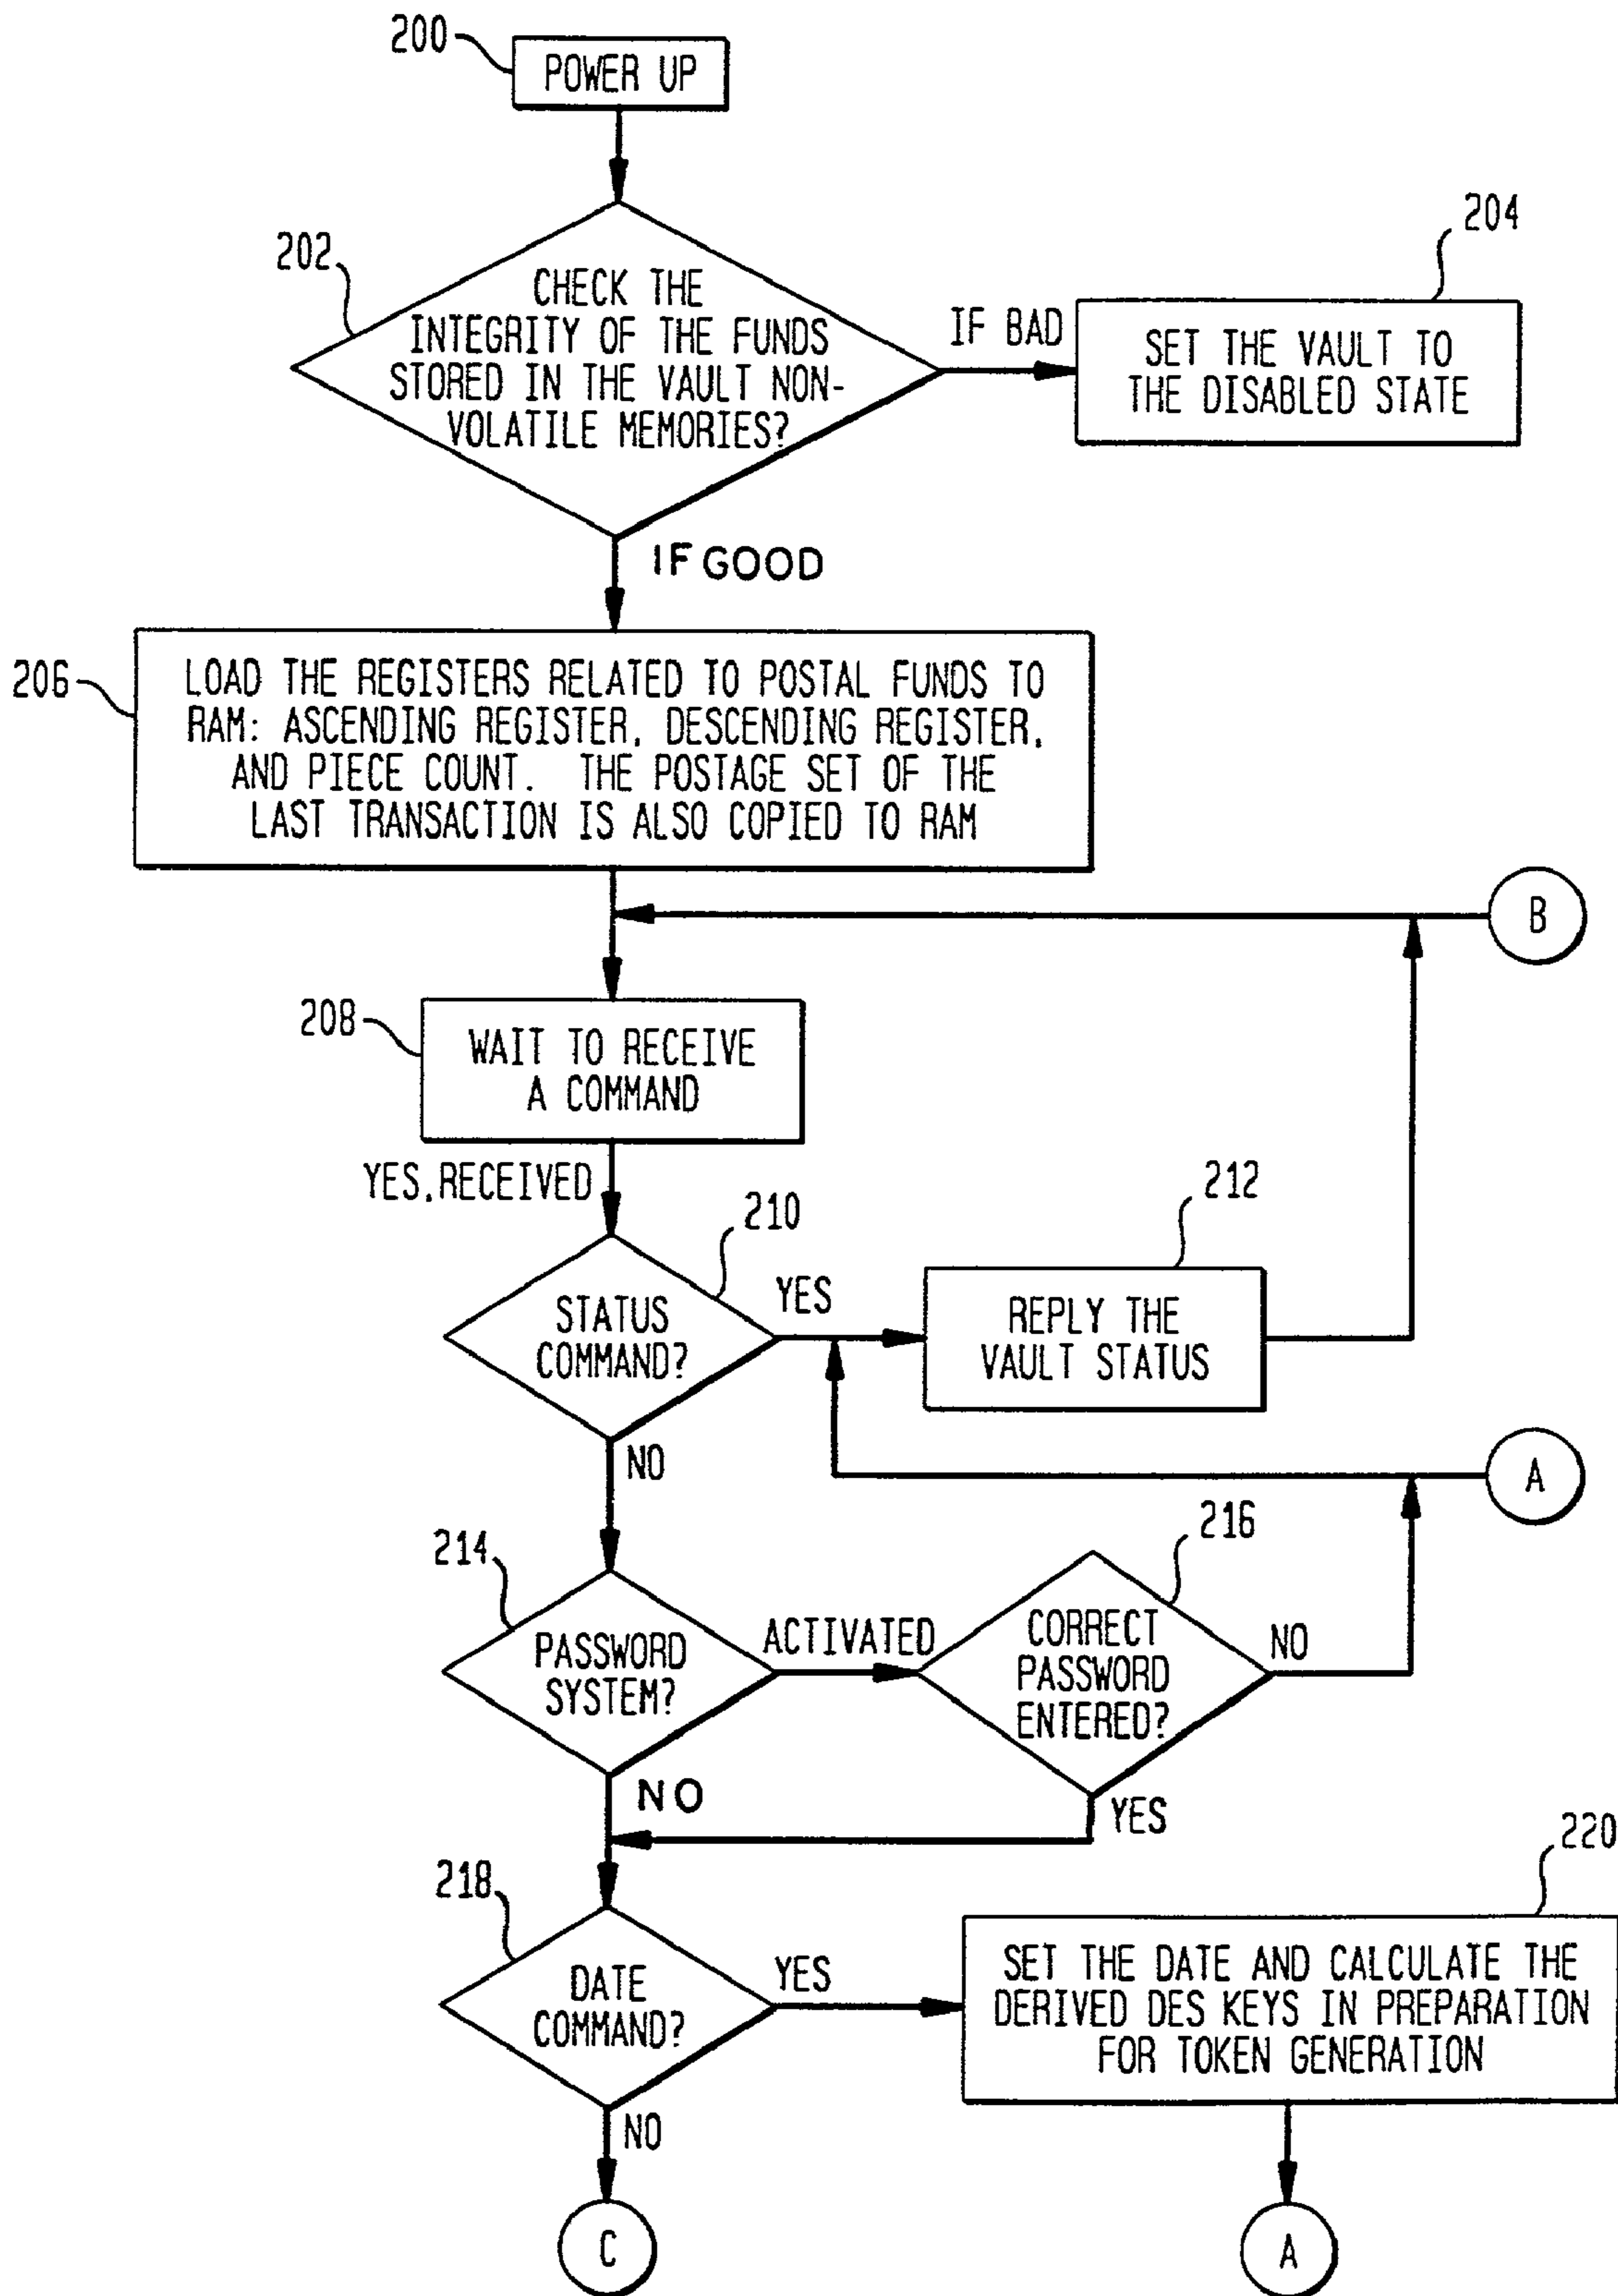 200
POWER UP
202
CHECK THE
INTEGRITY OF THE FUNDS
STORED IN THE VAULT NON-
VOLATILE MEMORIES?
IF BAD
204
SET THE VAULT TO
THE DISABLED STATE
IF GOOD
206
LOAD THE REGISTERS RELATED TO POSTAL FUNDS TO
RAM: ASCENDING REGISTER, DESCENDING REGISTER,
AND PIECE COUNT. THE POSTAGE SET OF THE
LAST TRANSACTION IS ALSO COPIED TO RAM
B
208
WAIT TO RECEIVE
A COMMAND
YES,RECEIVED
210
STATUS
COMMAND?
YES
212
REPLY THE
VAULT STATUS
NO
A
214
PASSWORD
SYSTEM?
ACTIVATED
216
CORRECT
PASSWORD
ENTERED?
NO
NO
YES
218
DATE
COMMAND?
YES
220
SET THE DATE AND CALCULATE THE
DERIVED DES KEYS IN PREPARATION
FOR TOKEN GENERATION
NO
C
A